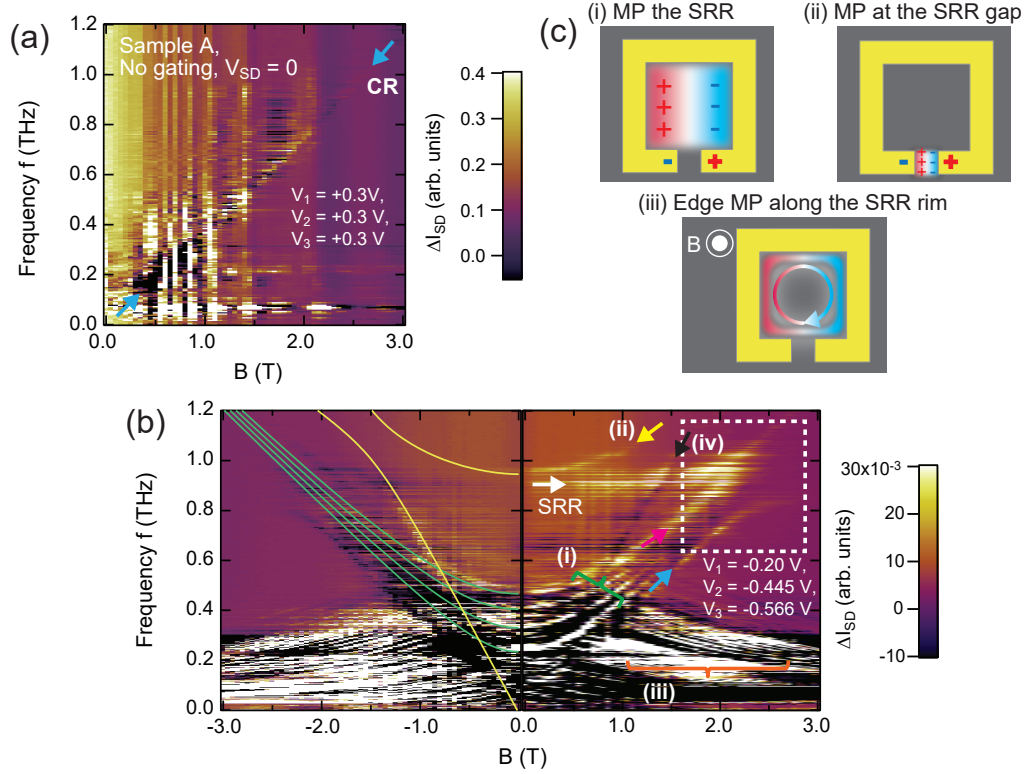 (a)
Sample A,
No gating, V_SD = 0
CR
V₁ = +0.3V,
V₂ = +0.3 V,
V₃ = +0.3 V
Frequency f (THz)
1.2
1.0
0.8
0.6
0.4
0.2
0.0
0.0 1.0 2.0 3.0
B (T)
0.4
0.3
0.2
0.1
0.0
ΔI_SD (arb. units)
(c)
(i) MP the SRR
+ -
+ -
+ -
- +
(ii) MP at the SRR gap
- + - +
+ -
+ -
(iii) Edge MP along the SRR rim
B
(b)
Frequency f (THz)
1.2
1.0
0.8
0.6
0.4
0.2
0.0
-3.0 -2.0 -1.0 0.0 1.0 2.0 3.0
B (T)
(ii)
(iv)
SRR
(i)
(iii)
V₁ = -0.20 V,
V₂ = -0.445 V,
V₃ = -0.566 V
30x10⁻³
20
10
0
-10
ΔI_SD (arb. units)